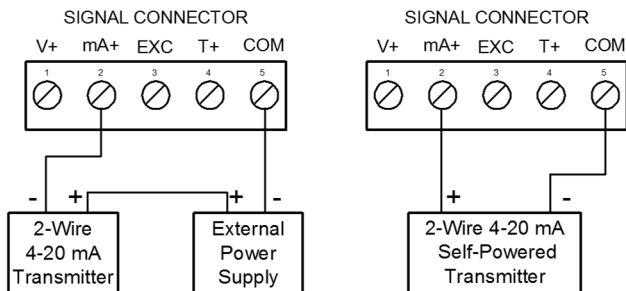 SIGNAL CONNECTOR
V+ mA+ EXC T+ COM
1 2 3 4 5
- + + -
2-Wire
4-20 mA
Transmitter
External
Power
Supply
SIGNAL CONNECTOR
V+ mA+ EXC T+ COM
1 2 3 4 5
+ -
2-Wire 4-20 mA
Self-Powered
Transmitter